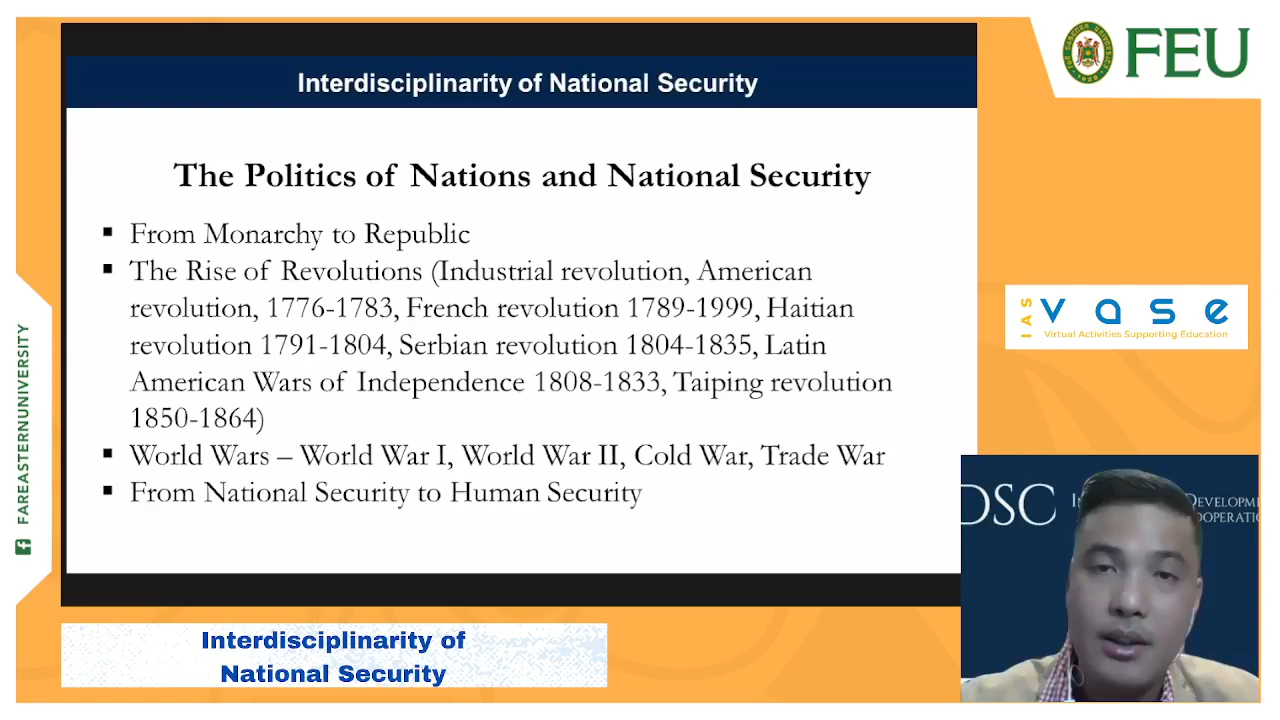 Interdisciplinarity of National Security
FEU
The Politics of Nations and National Security
▪ From Monarchy to Republic
▪ The Rise of Revolutions (Industrial revolution, American
revolution, 1776-1783, French revolution 1789-1999, Haitian
revolution 1791-1804, Serbian revolution 1804-1835, Latin
American Wars of Independence 1808-1833, Taiping revolution
1850-1864)
▪ World Wars – World War I, World War II, Cold War, Trade War
▪ From National Security to Human Security
IAS
vase
Virtual Activities Supporting Education
FAREASTERNUNIVERSITY
DSC
Interdisciplinarity of
National Security